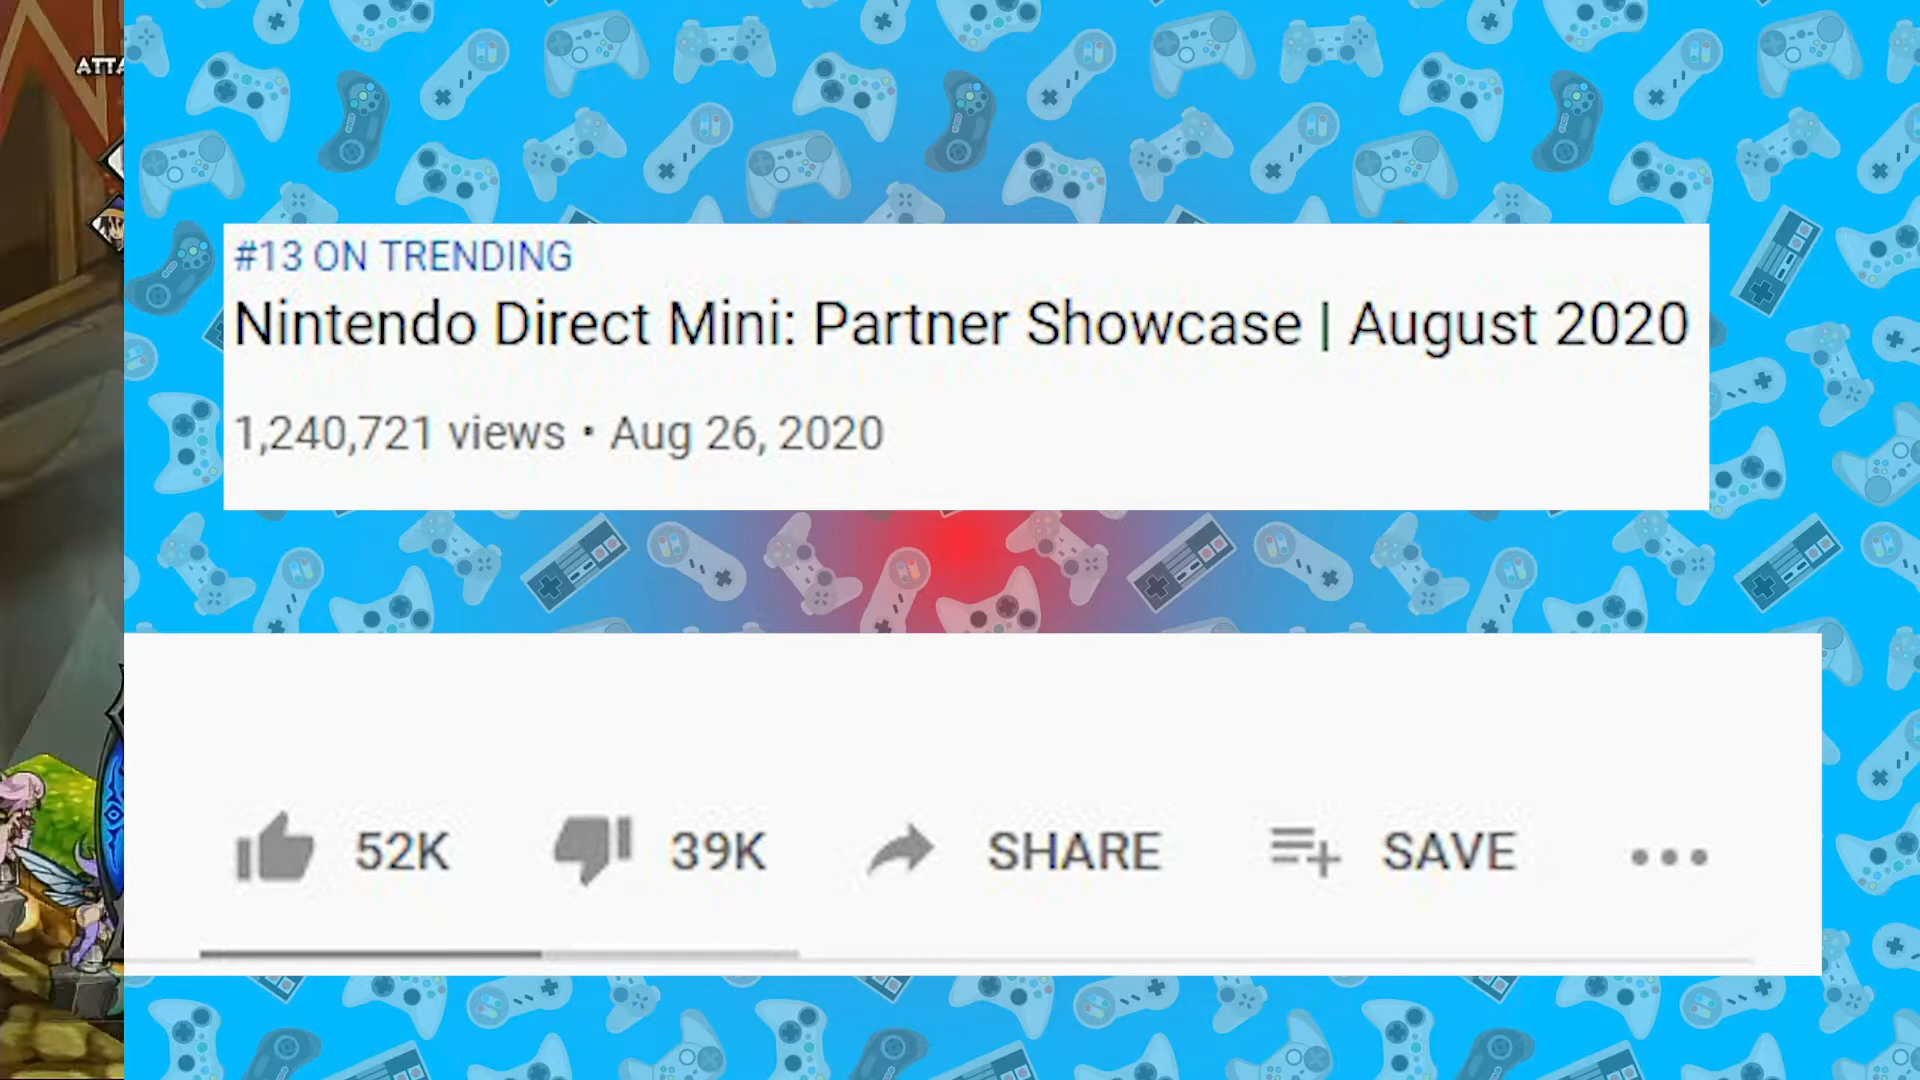 ATTA
#13 ON TRENDING
Nintendo Direct Mini: Partner Showcase | August 2020
1,240,721 views • Aug 26, 2020
52K 39K SHARE SAVE